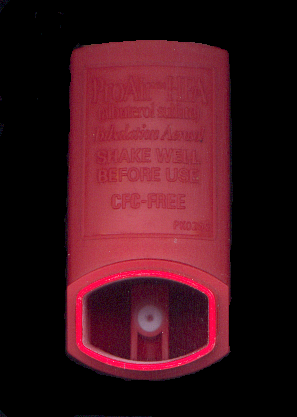 ProAir HFA
(albuterol sulfate)
Inhalation Aerosol
SHAKE WELL
BEFORE USE
CFC-FREE